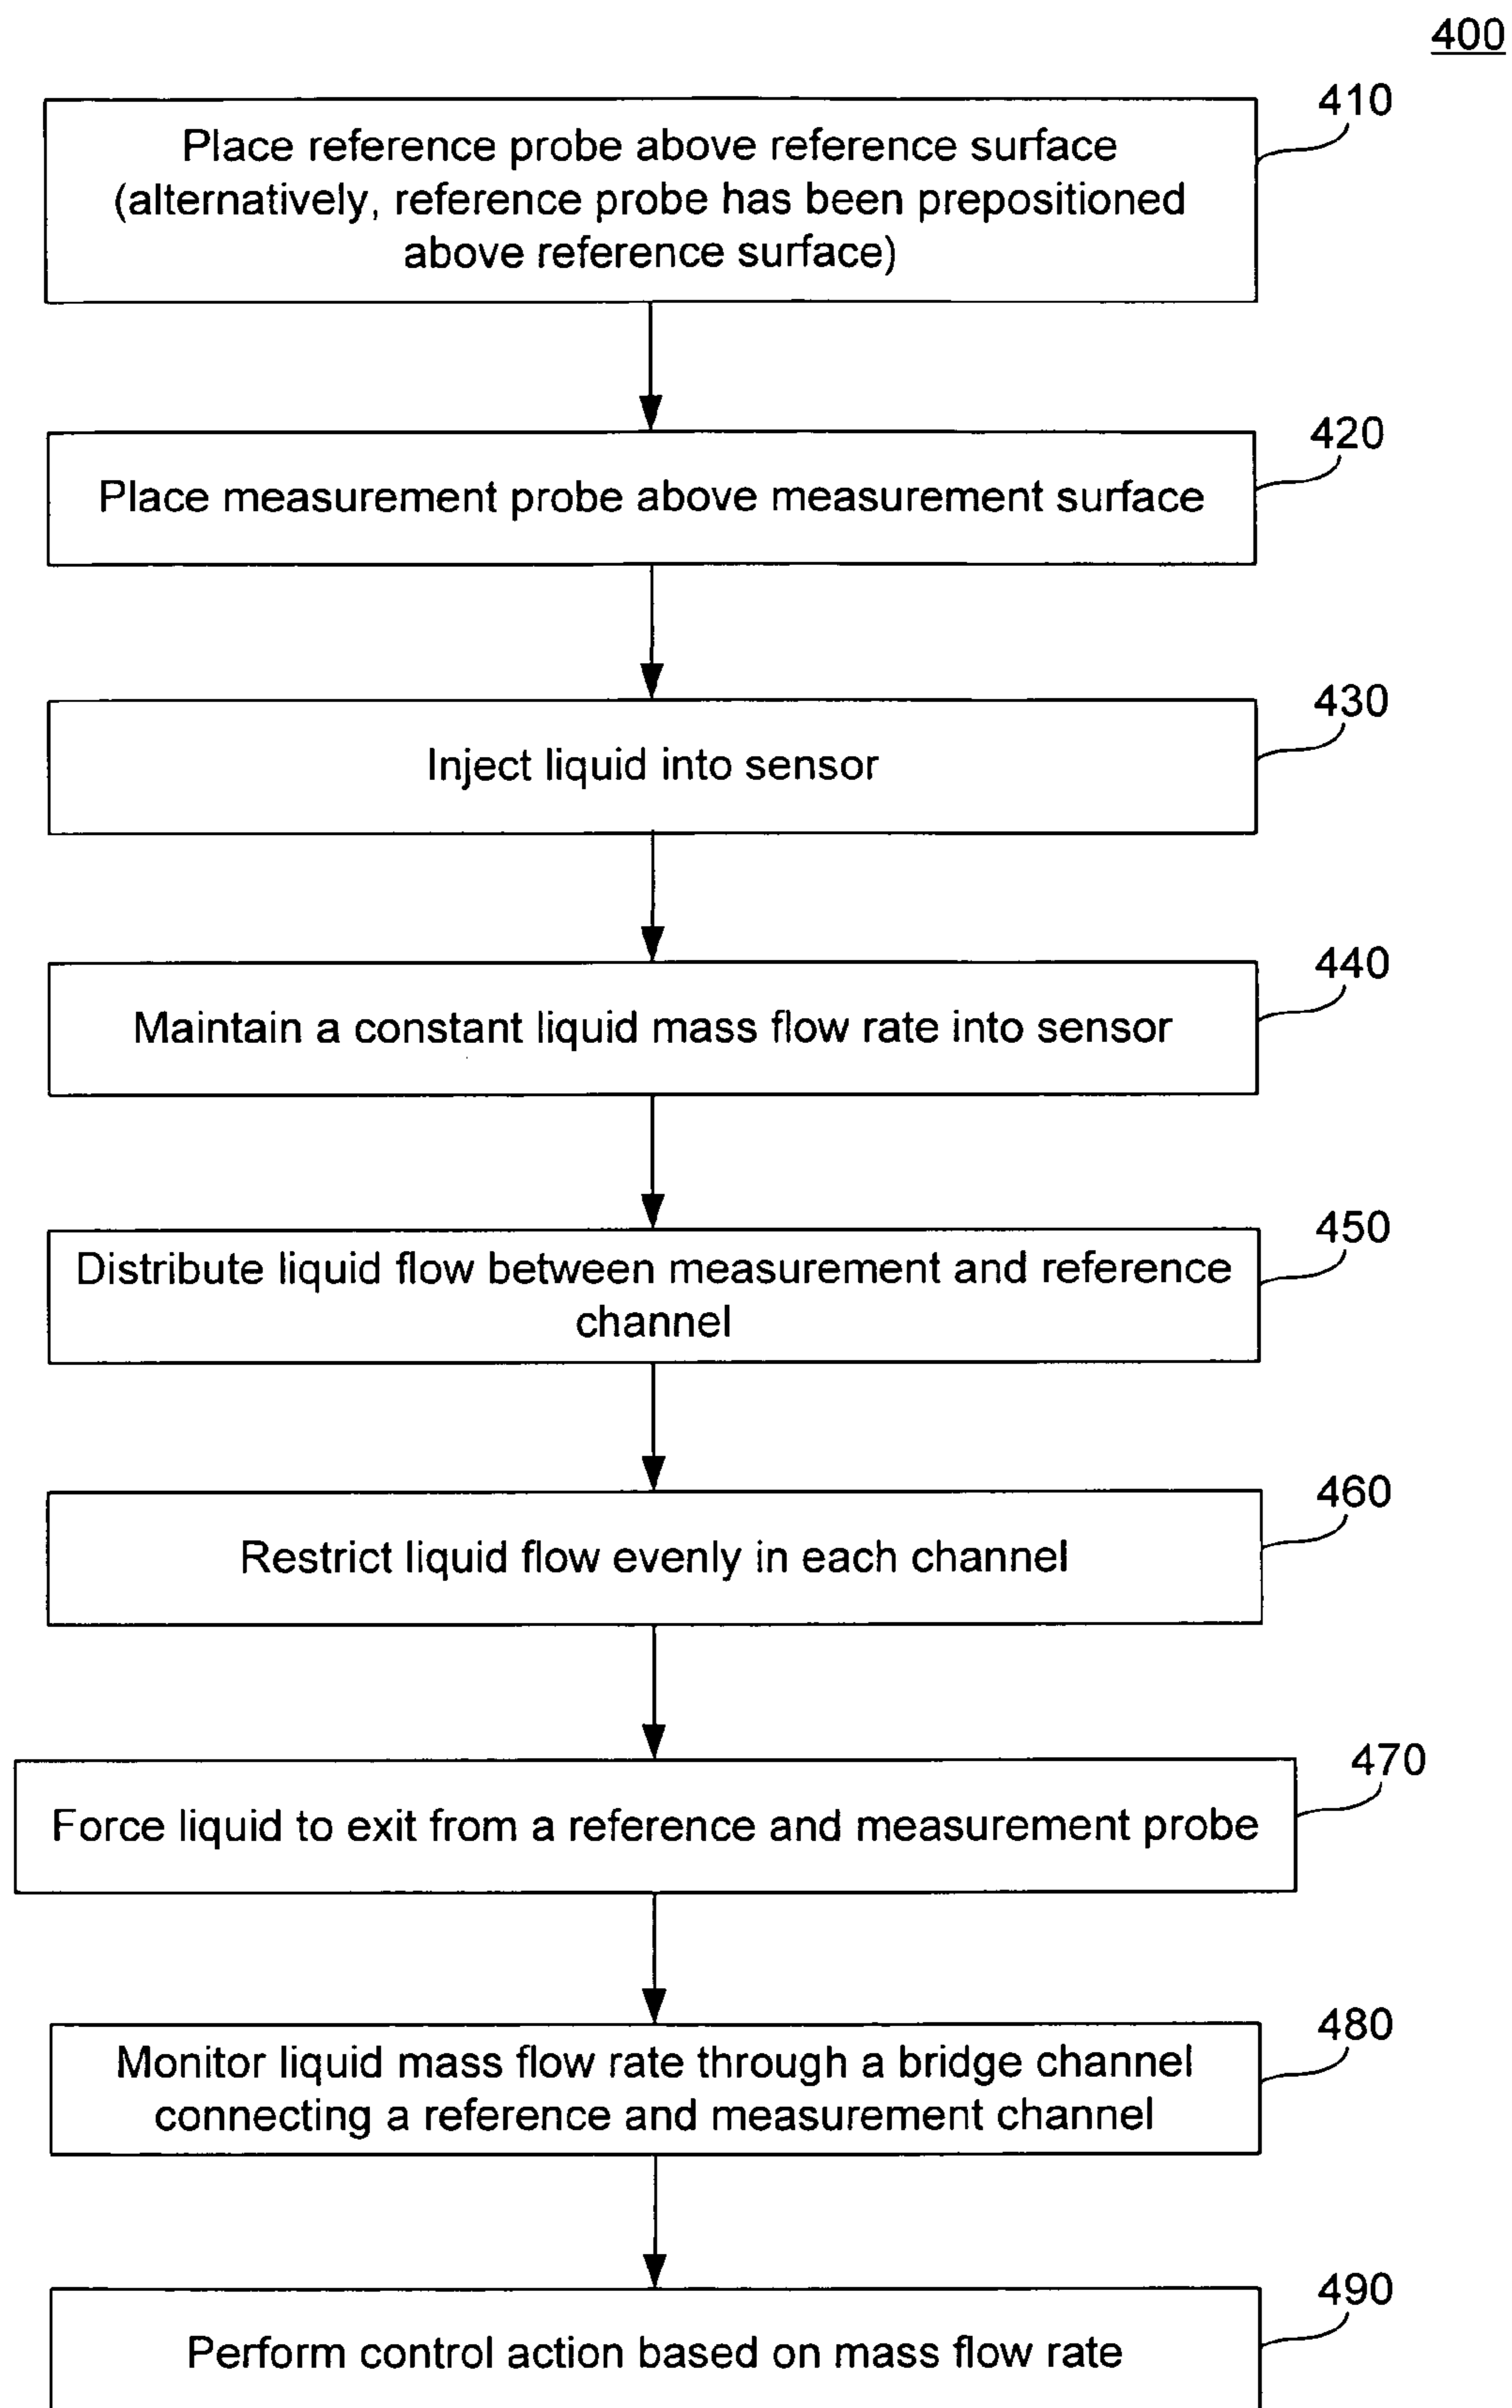 400
410
Place reference probe above reference surface
(alternatively, reference probe has been prepositioned
above reference surface)
420
Place measurement probe above measurement surface
430
Inject liquid into sensor
440
Maintain a constant liquid mass flow rate into sensor
450
Distribute liquid flow between measurement and reference
channel
460
Restrict liquid flow evenly in each channel
470
Force liquid to exit from a reference and measurement probe
480
Monitor liquid mass flow rate through a bridge channel
connecting a reference and measurement channel
490
Perform control action based on mass flow rate